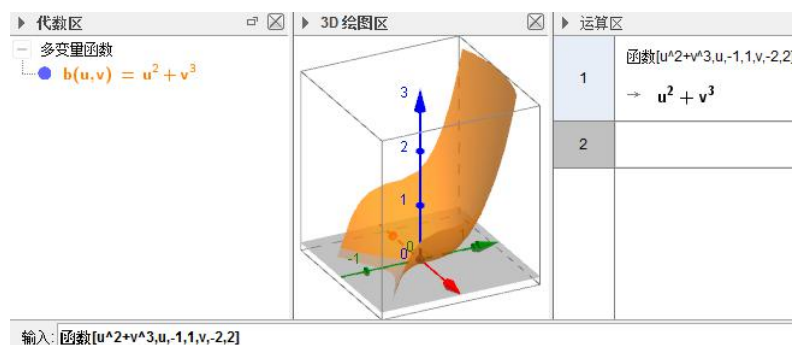 代数区
多变量函数
b(u,v) = u² + v³
3D 绘图区
3
2
1
0
0
-1
1
运算区
1
函数[u^2+v^3,u,-1,1,v,-2,2]
→ u² + v³
2
输入: 函数[u^2+v^3,u,-1,1,v,-2,2]